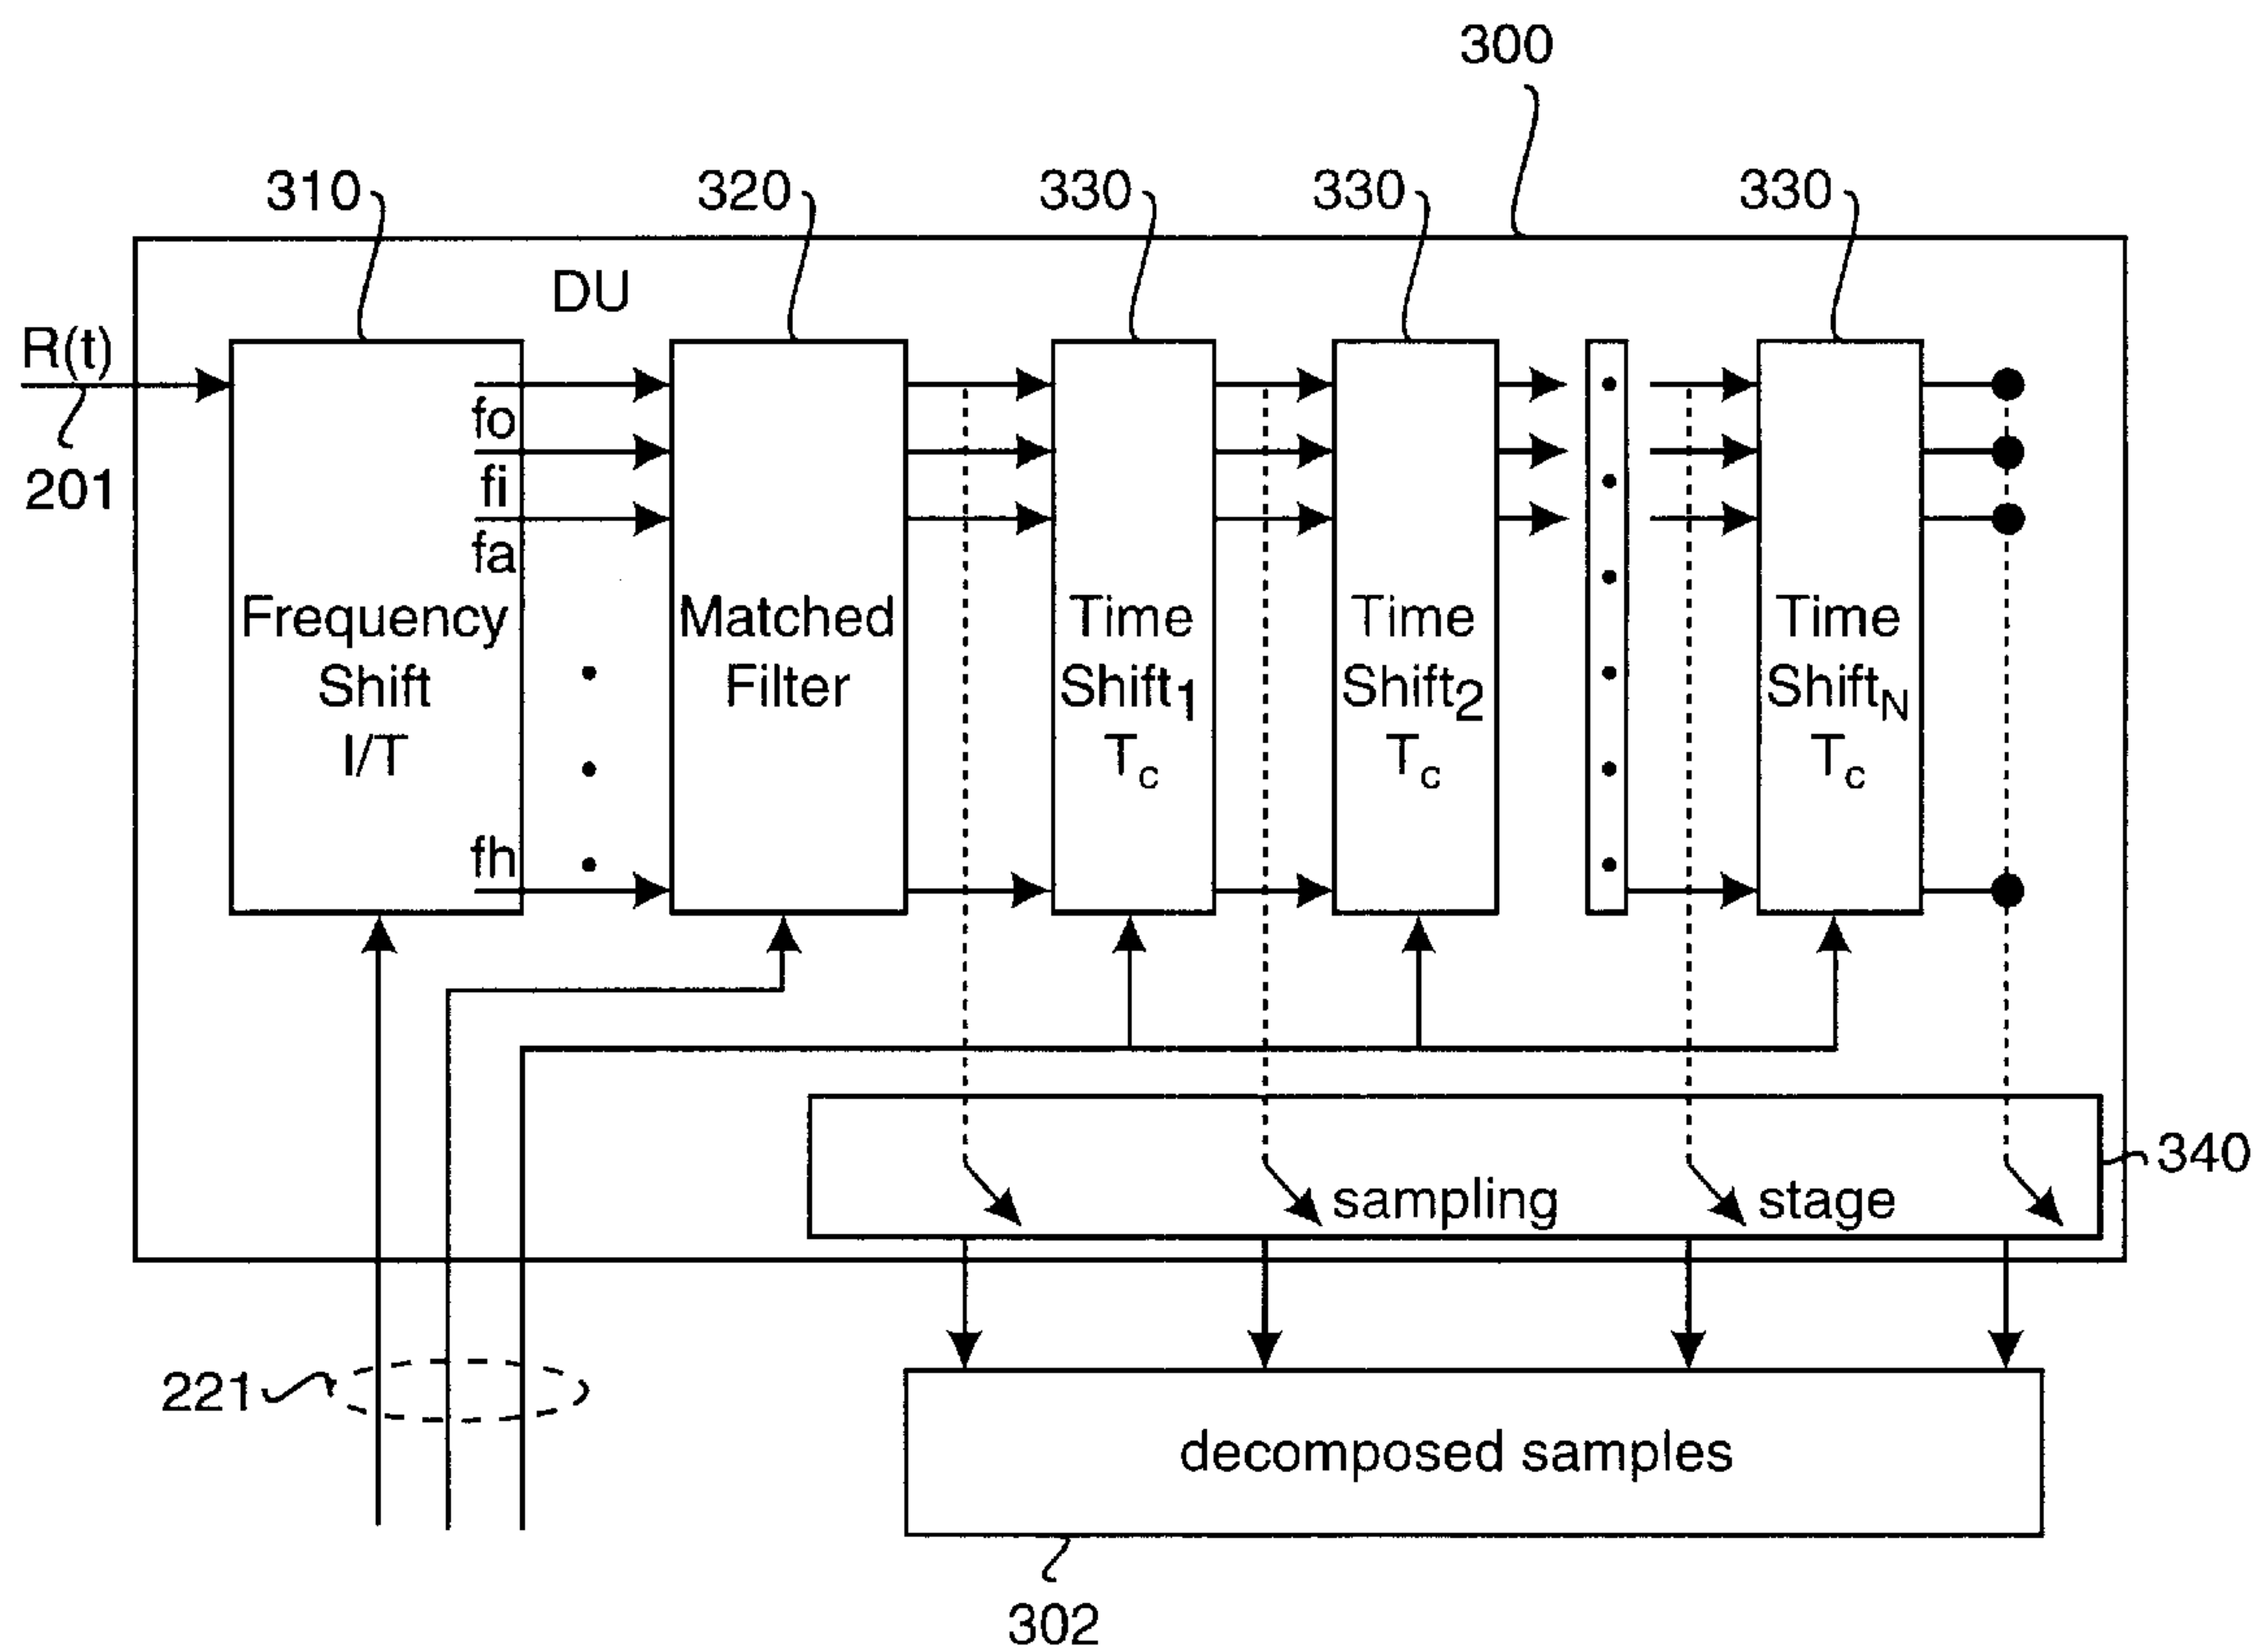 300
310
320
330
330
330
DU
R(t)
201
fo
fi
fa
fh
Frequency
Shift
I/T
Matched
Filter
Time
Shift1
Tc
Time
Shift2
Tc
Time
ShiftN
Tc
sampling stage
340
221
decomposed samples
302